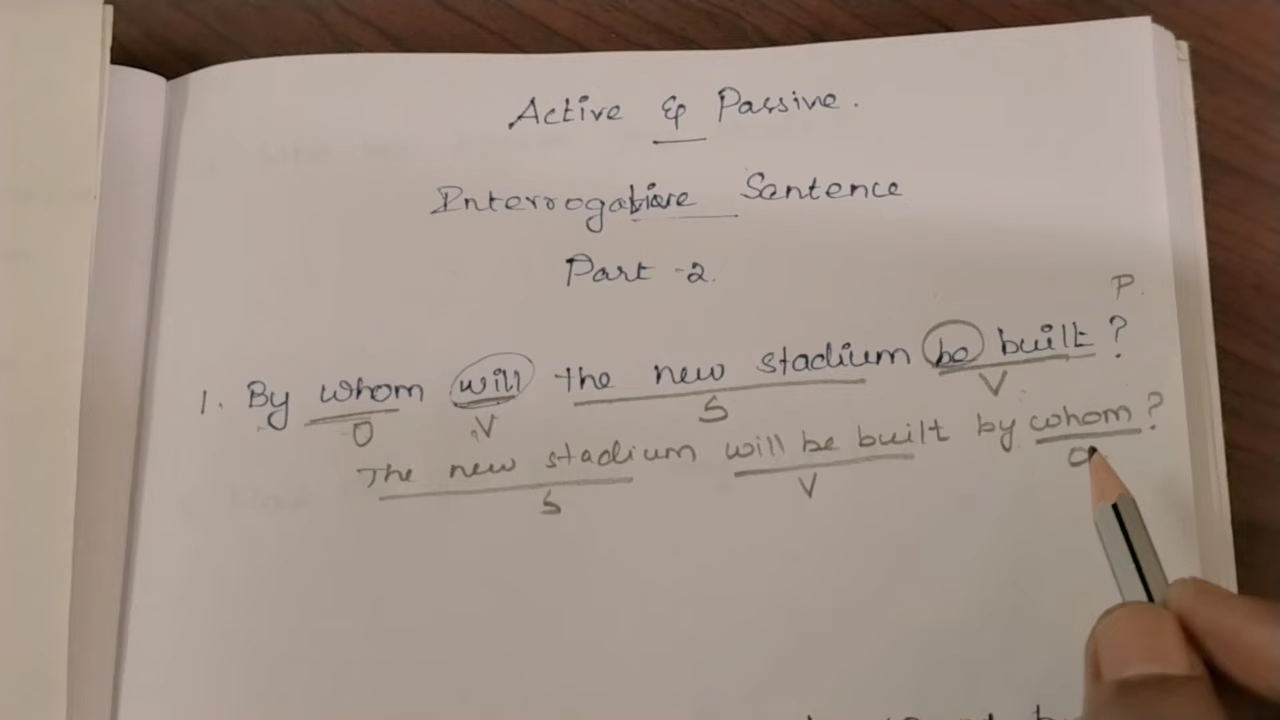 Active & Passive.
Interrogative Sentence
Part -2.
P.
1. By whom will the new stadium be built?
O V S V
The new stadium will be built by whom?
S V O